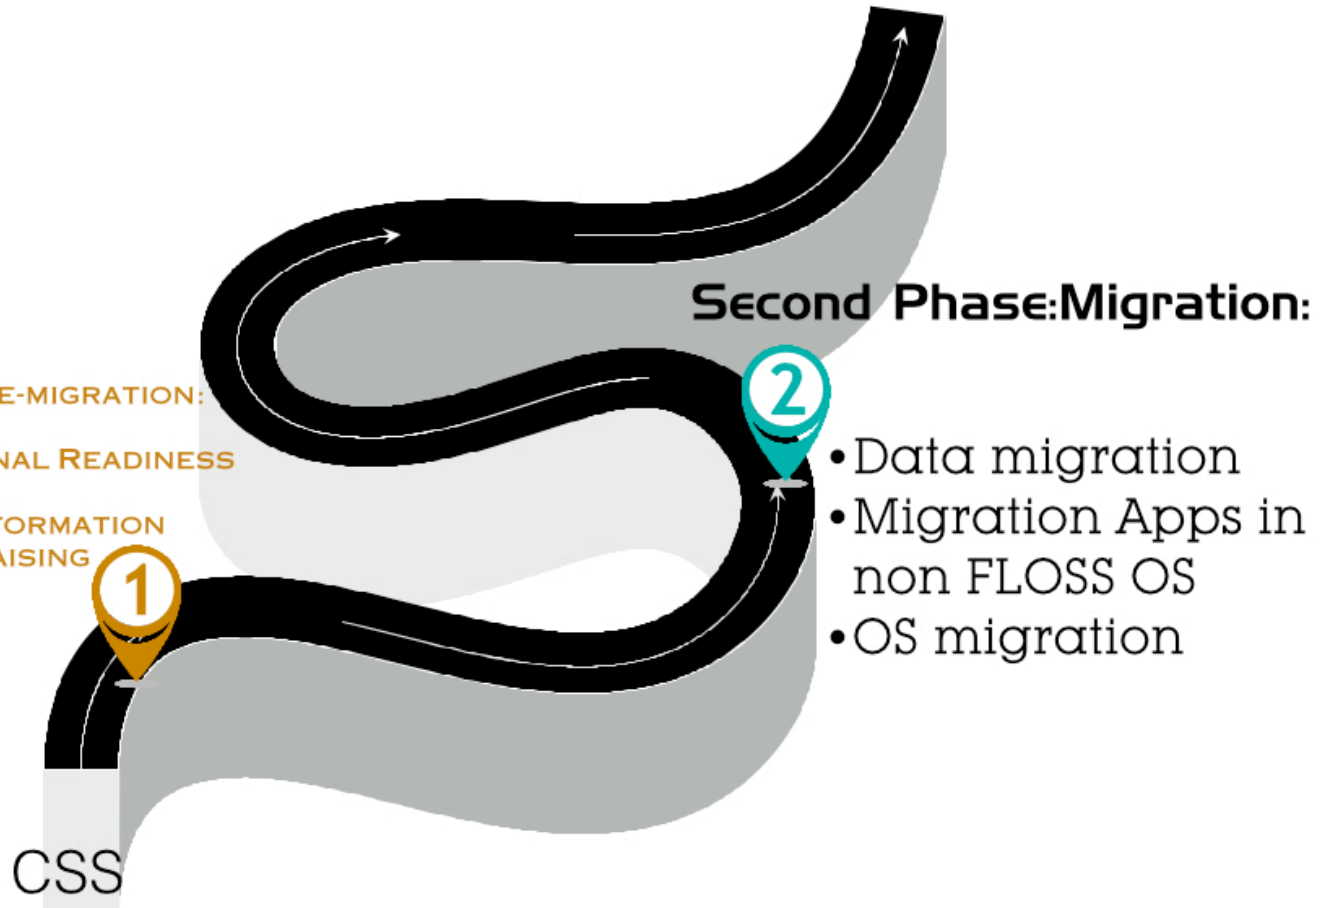 Second Phase:Migration:
E-MIGRATION:
NAL READINESS
FORMATION
AISING
1
2
•Data migration
•Migration Apps in
non FLOSS OS
•OS migration
CSS